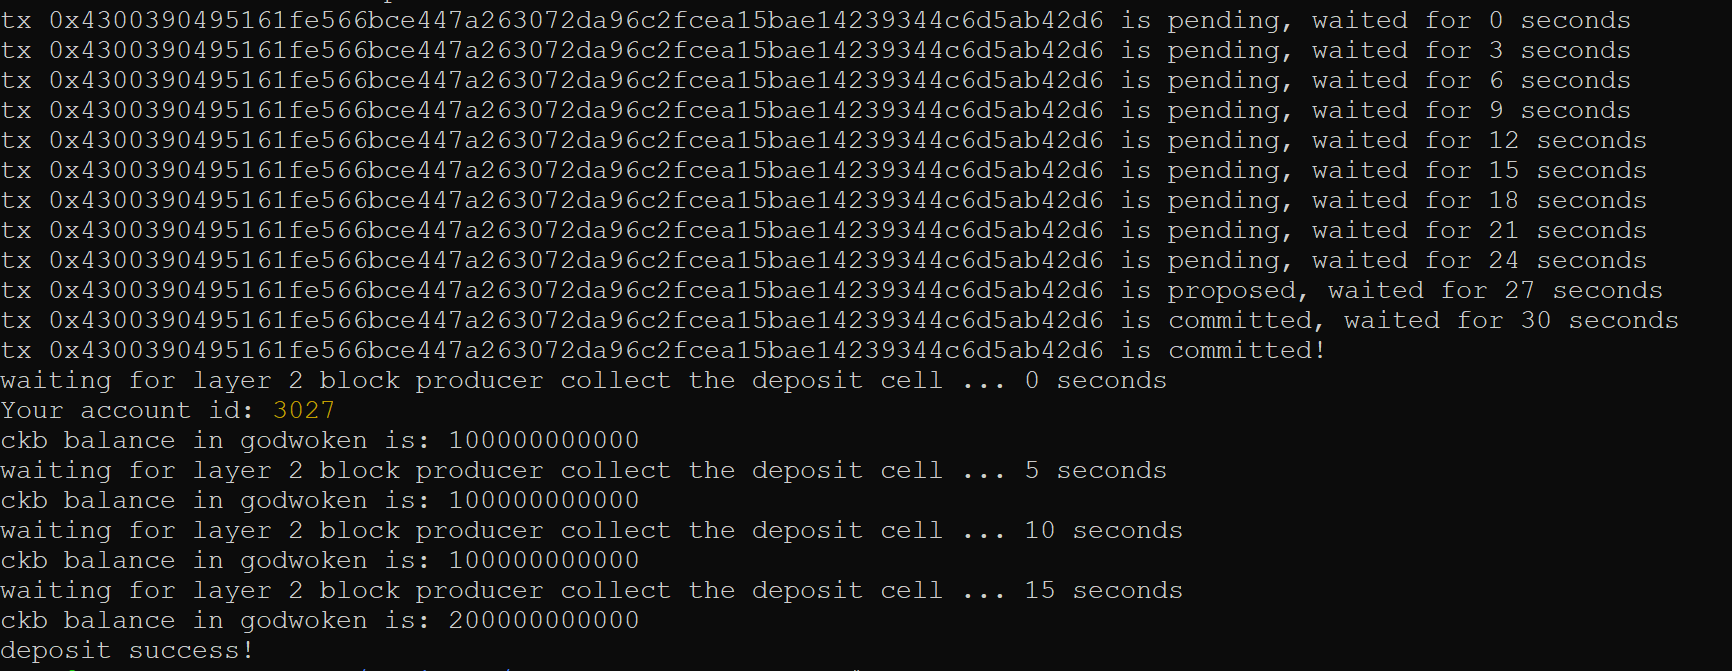 tx 0x4300390495161fe566bce447a263072da96c2fcea15bae14239344c6d5ab42d6 is pending, waited for 0 seconds
tx 0x4300390495161fe566bce447a263072da96c2fcea15bae14239344c6d5ab42d6 is pending, waited for 3 seconds
tx 0x4300390495161fe566bce447a263072da96c2fcea15bae14239344c6d5ab42d6 is pending, waited for 6 seconds
tx 0x4300390495161fe566bce447a263072da96c2fcea15bae14239344c6d5ab42d6 is pending, waited for 9 seconds
tx 0x4300390495161fe566bce447a263072da96c2fcea15bae14239344c6d5ab42d6 is pending, waited for 12 seconds
tx 0x4300390495161fe566bce447a263072da96c2fcea15bae14239344c6d5ab42d6 is pending, waited for 15 seconds
tx 0x4300390495161fe566bce447a263072da96c2fcea15bae14239344c6d5ab42d6 is pending, waited for 18 seconds
tx 0x4300390495161fe566bce447a263072da96c2fcea15bae14239344c6d5ab42d6 is pending, waited for 21 seconds
tx 0x4300390495161fe566bce447a263072da96c2fcea15bae14239344c6d5ab42d6 is pending, waited for 24 seconds
tx 0x4300390495161fe566bce447a263072da96c2fcea15bae14239344c6d5ab42d6 is proposed, waited for 27 seconds
tx 0x4300390495161fe566bce447a263072da96c2fcea15bae14239344c6d5ab42d6 is committed, waited for 30 seconds
tx 0x4300390495161fe566bce447a263072da96c2fcea15bae14239344c6d5ab42d6 is committed!
waiting for layer 2 block producer collect the deposit cell ... 0 seconds
Your account id: 3027
ckb balance in godwoken is: 100000000000
waiting for layer 2 block producer collect the deposit cell ... 5 seconds
ckb balance in godwoken is: 100000000000
waiting for layer 2 block producer collect the deposit cell ... 10 seconds
ckb balance in godwoken is: 100000000000
waiting for layer 2 block producer collect the deposit cell ... 15 seconds
ckb balance in godwoken is: 200000000000
deposit success!